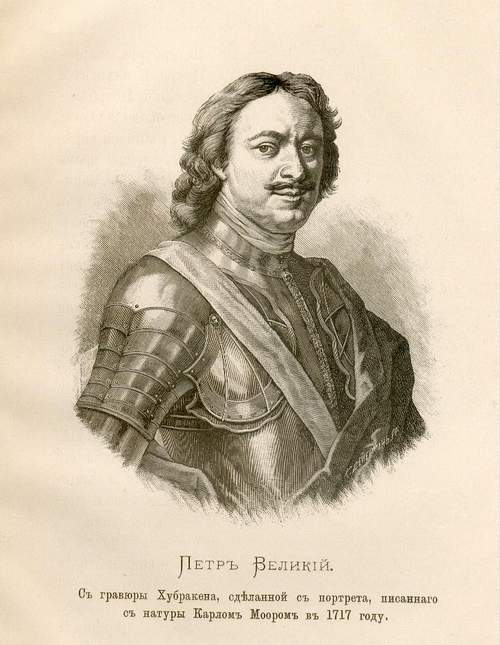 Петръ Великій.
Съ гравюры Хубракена, сдѣланной съ портрета, писаннаго
съ натуры Карломъ Мооромъ въ 1717 году.